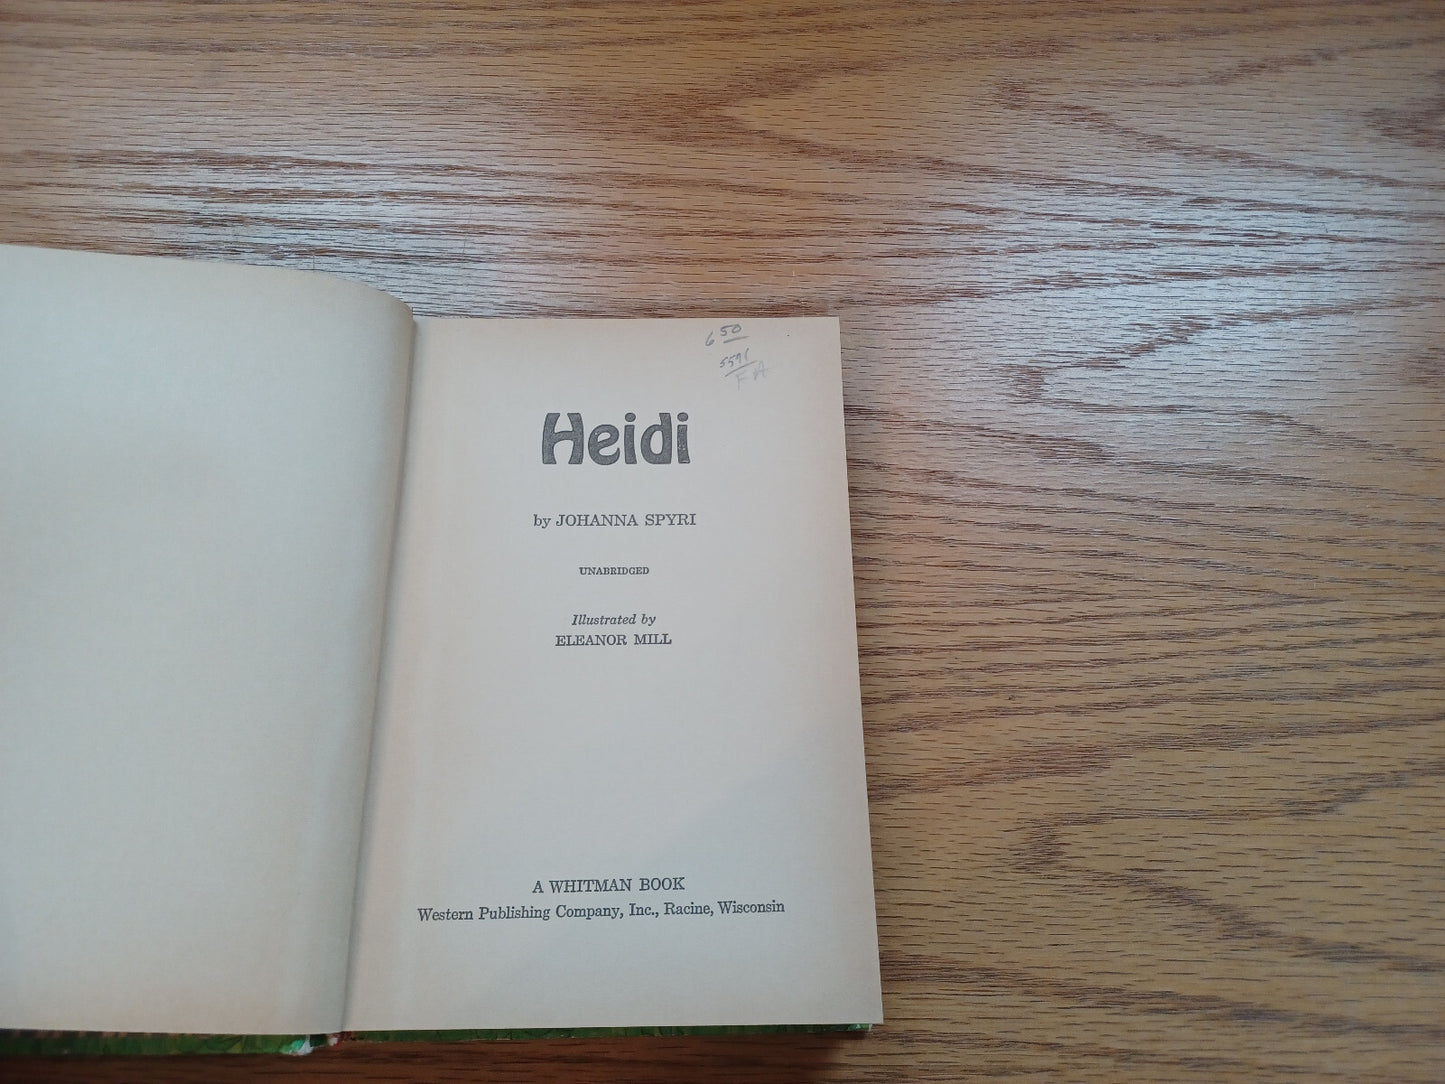 6 50
5591
FA
Heidi
by JOHANNA SPYRI
UNABRIDGED
Illustrated by
ELEANOR MILL
A WHITMAN BOOK
Western Publishing Company, Inc., Racine, Wisconsin